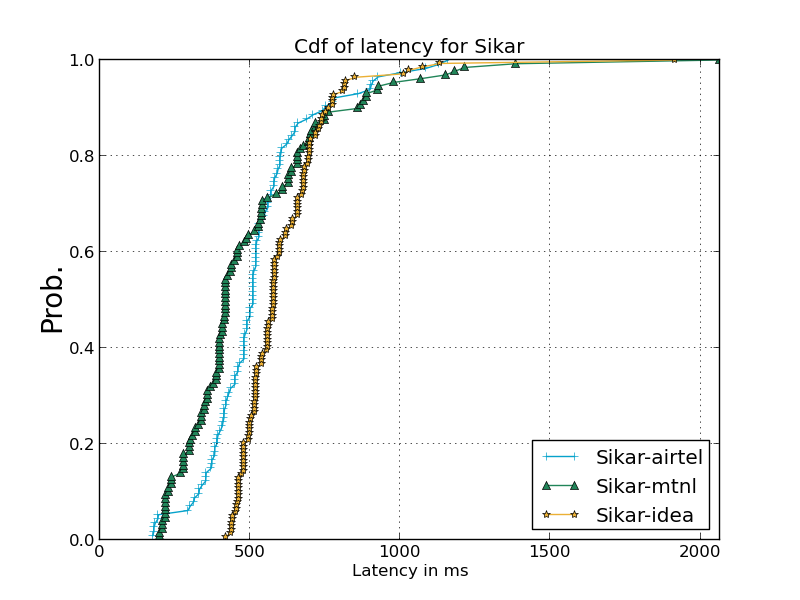 Cdf of latency for Sikar
1.0
0.8
0.6
0.4
0.2
0.0
Prob.
0
500
1000
1500
2000
Latency in ms
Sikar-airtel
Sikar-mtnl
Sikar-idea